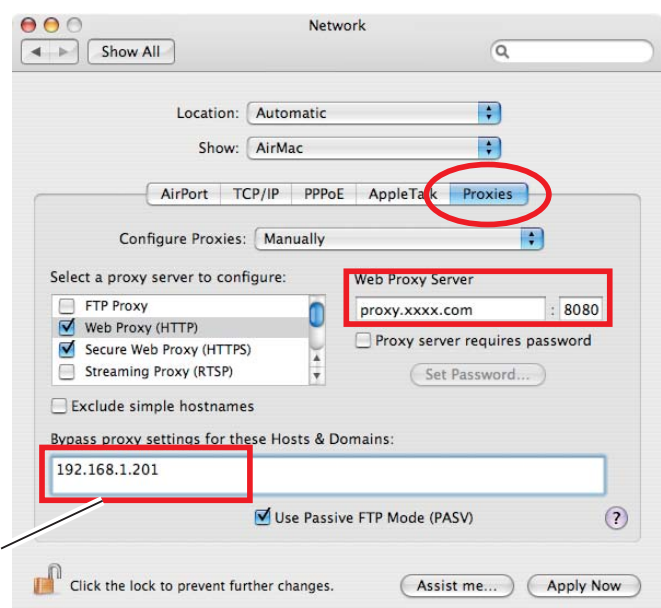 Network
Show All
Location: Automatic
Show: AirMac
AirPort TCP/IP PPPoE AppleTalk Proxies
Configure Proxies: Manually
Select a proxy server to configure:
FTP Proxy
Web Proxy (HTTP)
Secure Web Proxy (HTTPS)
Streaming Proxy (RTSP)
Web Proxy Server
proxy.xxxx.com : 8080
Proxy server requires password
Set Password...
Exclude simple hostnames
Bypass proxy settings for these Hosts & Domains:
192.168.1.201
Use Passive FTP Mode (PASV) ?
Click the lock to prevent further changes. Assist me... Apply Now